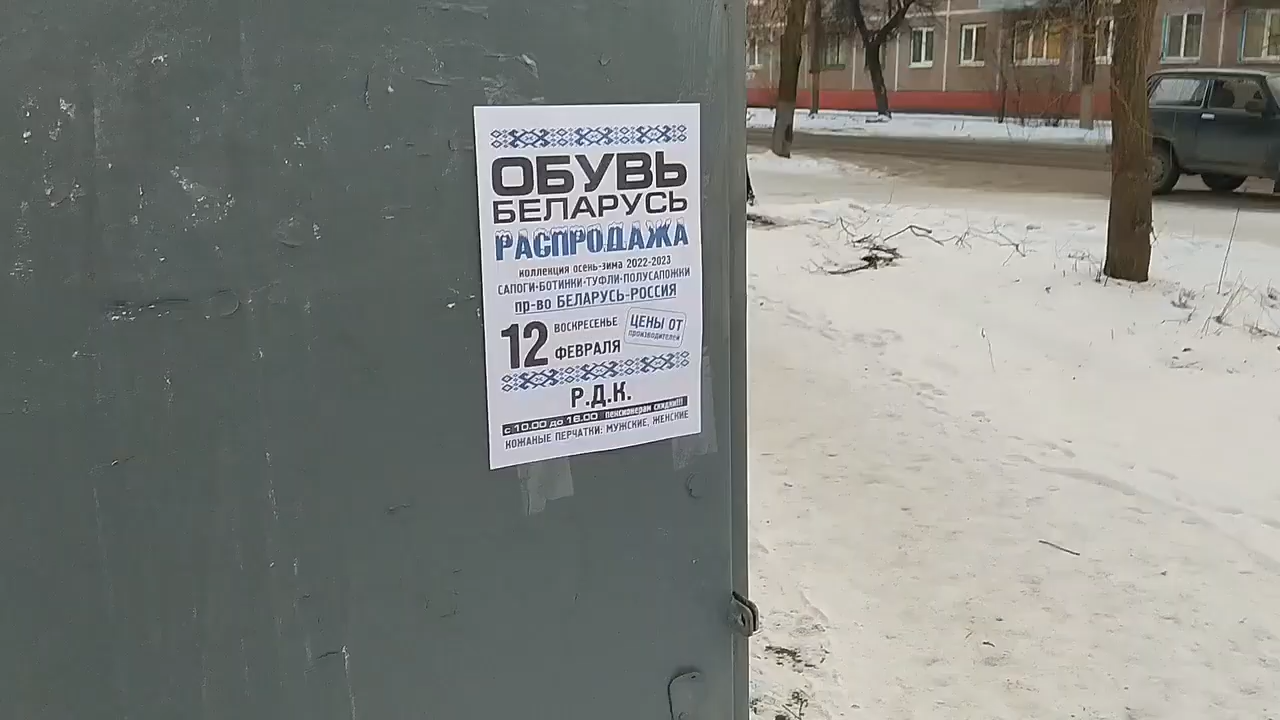 ОБУВЬ
БЕЛАРУСЬ
РАСПРОДАЖА
коллекция осень-зима 2022-2023
САПОГИ·БОТИНКИ·ТУФЛИ·ПОЛУСАПОЖКИ
пр-во БЕЛАРУСЬ-РОССИЯ
12 ВОСКРЕСЕНЬЕ
ФЕВРАЛЯ
ЦЕНЫ ОТ
производителей
Р.Д.К.
с 10.00 до 16.00 пенсионерам скидки!!!
КОЖАНЫЕ ПЕРЧАТКИ: МУЖСКИЕ, ЖЕНСКИЕ